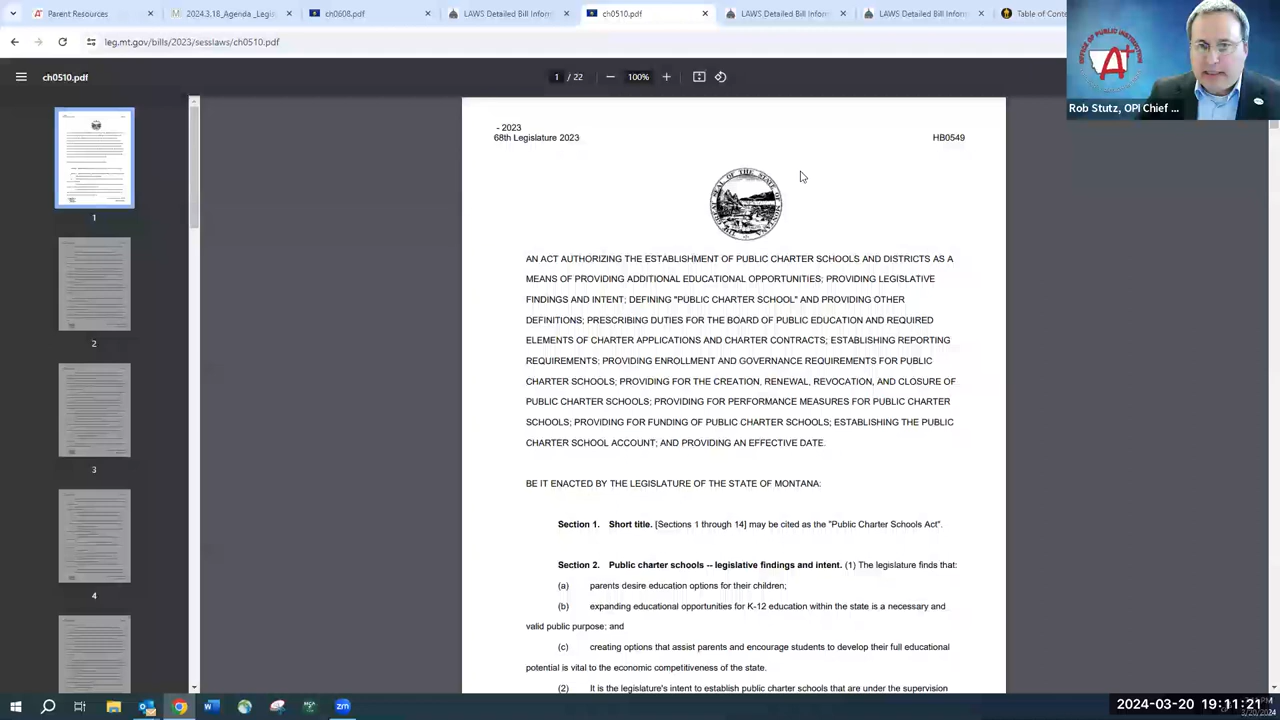 Parent Resources
2024.3.18_Agenda_Legisl
hb0608.pdf
LAWS Detailed Bill Inform
ch0510.pdf
LAWS Detailed Bill Inform
LAWS Detailed Bill Inform
Table of Conte
leg.mt.gov/bills/2023/sesslaws/ch0510.pdf
ch0510.pdf
1 / 22
100%
Rob Stutz, OPI Chief ...
OFFICE OF PUBLIC INSTRUCTION
A+
1
2
3
4
2023
68th Legislature 2023
HB0549
AN ACT AUTHORIZING THE ESTABLISHMENT OF PUBLIC CHARTER SCHOOLS AND DISTRICTS AS A
MEANS OF PROVIDING ADDITIONAL EDUCATIONAL OPPORTUNITIES; PROVIDING LEGISLATIVE
FINDINGS AND INTENT; DEFINING "PUBLIC CHARTER SCHOOL" AND PROVIDING OTHER
DEFINITIONS; PRESCRIBING DUTIES FOR THE BOARD OF PUBLIC EDUCATION AND REQUIRED
ELEMENTS OF CHARTER APPLICATIONS AND CHARTER CONTRACTS; ESTABLISHING REPORTING
REQUIREMENTS; PROVIDING ENROLLMENT AND GOVERNANCE REQUIREMENTS FOR PUBLIC
CHARTER SCHOOLS; PROVIDING FOR THE CREATION, RENEWAL, REVOCATION, AND CLOSURE OF
PUBLIC CHARTER SCHOOLS; PROVIDING FOR PERFORMANCE MEASURES FOR PUBLIC CHARTER
SCHOOLS; PROVIDING FOR FUNDING OF PUBLIC CHARTER SCHOOLS; ESTABLISHING THE PUBLIC
CHARTER SCHOOL ACCOUNT; AND PROVIDING AN EFFECTIVE DATE.
BE IT ENACTED BY THE LEGISLATURE OF THE STATE OF MONTANA:
Section 1. Short title. [Sections 1 through 14] may be cited as the "Public Charter Schools Act".
Section 2. Public charter schools -- legislative findings and intent. (1) The legislature finds that:
(a) parents desire education options for their children;
(b) expanding educational opportunities for K-12 education within the state is a necessary and
valid public purpose; and
(c) creating options that assist parents and encourage students to develop their full educational
potential is vital to the economic competitiveness of the state.
(2) It is the legislature's intent to establish public charter schools that are under the supervision
2024-03-20 19:11:21